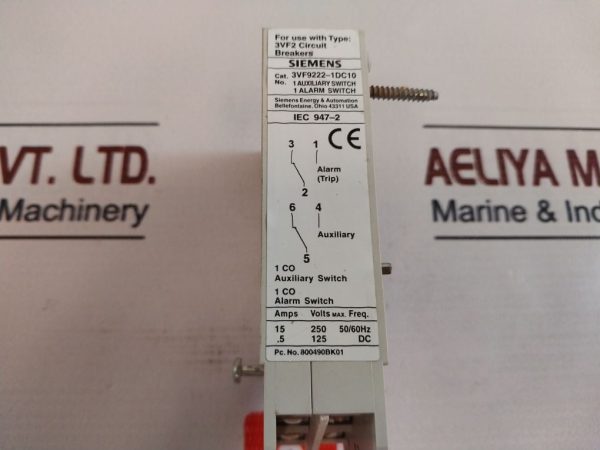 For use with Type:
3VF2 Circuit
Breakers
SIEMENS
Cat. 3VF9222-1DC10
No. 1 AUXILIARY SWITCH
1 ALARM SWITCH
Siemens Energy & Automation
Bellefontaine, Ohio 43311 USA
IEC 947-2
CE
3 1
Alarm
(Trip)
2
6 4
Auxiliary
5
1 CO
Auxiliary Switch
1 CO
Alarm Switch
Amps Volts MAX. Freq.
15 250 50/60Hz
.5 125 DC
Pc. No. 800490BK01
VT. LTD.
Machinery
AELIYA M
Marine & Ind